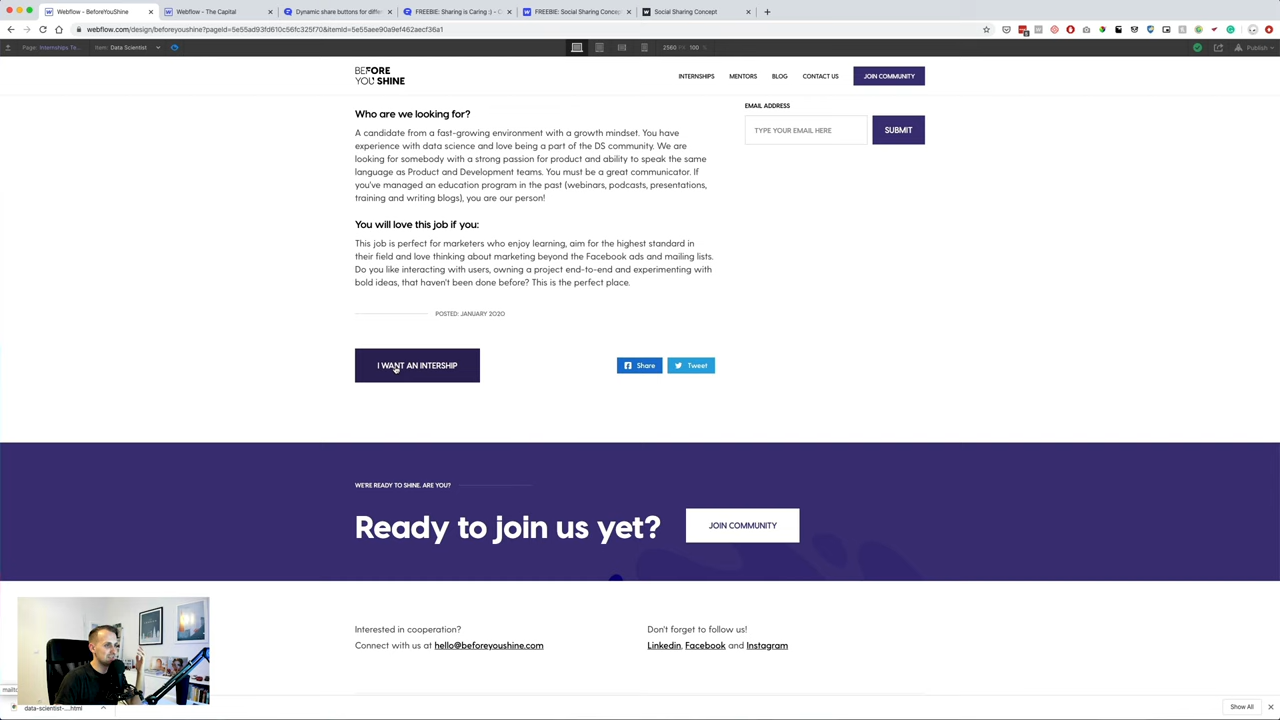 Webflow - BeforeYouShine
Webflow - The Capital
Dynamic share buttons for differ
FREEBIE: Sharing is Caring :) - C
FREEBIE: Social Sharing Concept
Social Sharing Concept
webflow.com/design/beforeyoushine?pageId=5e55ad93fd610c56fc325f70&itemId=5e55aee90a9ef462aecf36a1
Page: Internships Te...
Item: Data Scientist
2560 PX 100 %
Publish
BEFORE
YOU SHINE
INTERNSHIPS
MENTORS
BLOG
CONTACT US
JOIN COMMUNITY
Who are we looking for?
A candidate from a fast-growing environment with a growth mindset. You have
experience with data science and love being a part of the DS community. We are
looking for somebody with a strong passion for product and ability to speak the same
language as Product and Development teams. You must be a great communicator. If
you've managed an education program in the past (webinars, podcasts, presentations,
training and writing blogs), you are our person!
EMAIL ADDRESS
TYPE YOUR EMAIL HERE
SUBMIT
You will love this job if you:
This job is perfect for marketers who enjoy learning, aim for the highest standard in
their field and love thinking about marketing beyond the Facebook ads and mailing lists.
Do you like interacting with users, owning a project end-to-end and experimenting with
bold ideas, that haven't been done before? This is the perfect place.
POSTED: JANUARY 2020
I WANT AN INTERSHIP
Share
Tweet
WE'RE READY TO SHINE. ARE YOU?
Ready to join us yet?
JOIN COMMUNITY
Interested in cooperation?
Connect with us at hello@beforeyoushine.com
Don't forget to follow us!
Linkedin, Facebook and Instagram
data-scientist-....html
Show All